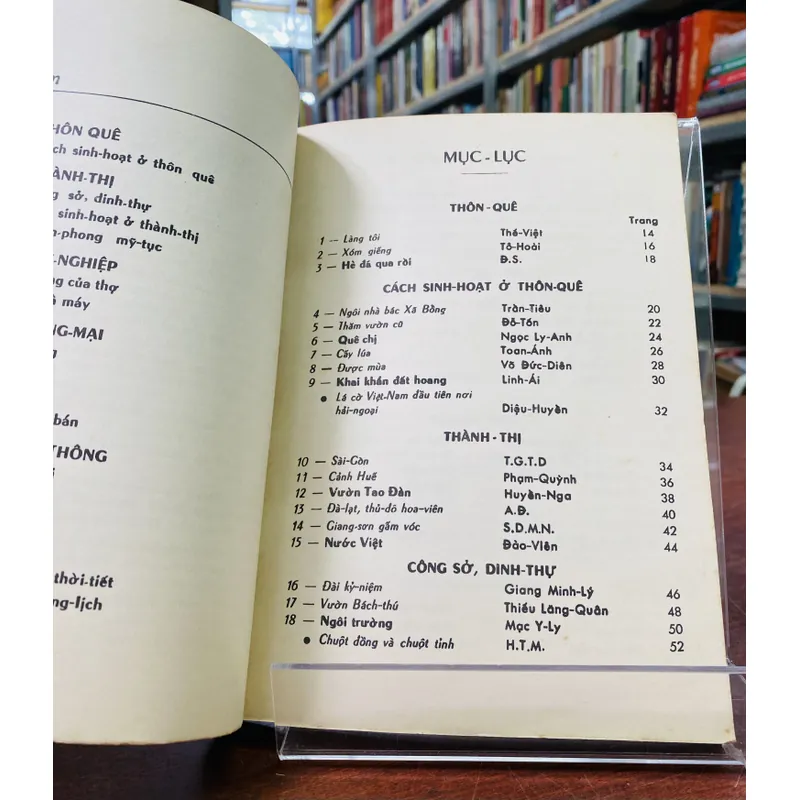 HÔN QUÊ
ch sinh-hoạt ở thôn quê
ÀNH-THỊ
g sở, dinh-thự
sinh-hoạt ở thành-thị
n-phong mỹ-tục
-NGHIỆP
ng của thợ
à máy
NG-MẠI
bán
THÔNG
thời-tiết
ng-lịch
MỤC-LỤC
THÔN-QUÊ
Trang
1 — Làng tôi Thế-Việt 14
2 — Xóm giếng Tô-Hoài 16
3 — Hè đã qua rồi Đ.S. 18
CÁCH SINH-HOẠT Ở THÔN-QUÊ
4 — Ngôi nhà bác Xã Bồng Trần-Tiêu 20
5 — Thăm vườn cũ Đỗ-Tốn 22
6 — Quê chị Ngọc Ly-Anh 24
7 — Cấy lúa Toan-Ánh 26
8 — Được mùa Võ Đức-Diên 28
9 — Khai khẩn đất hoang Linh-Ái 30
● Lá cờ Việt-Nam đầu tiên nơi
hải-ngoại Diệu-Huyền 32
THÀNH-THỊ
10 — Sài-Gòn T.G.T.D 34
11 — Cảnh Huế Phạm-Quỳnh 36
12 — Vườn Tao Đàn Huyền-Nga 38
13 — Đà-lạt, thủ-đô hoa-viên A.Đ. 40
14 — Giang-sơn gấm vóc S.D.M.N. 42
15 — Nước Việt Đào-Viên 44
CÔNG SỞ, DINH-THỰ
16 — Đài kỷ-niệm Giang Minh-Lý 46
17 — Vườn Bách-thú Thiếu Lăng-Quân 48
18 — Ngôi trường Mạc Y-Ly 50
● Chuột đồng và chuột tỉnh H.T.M. 52